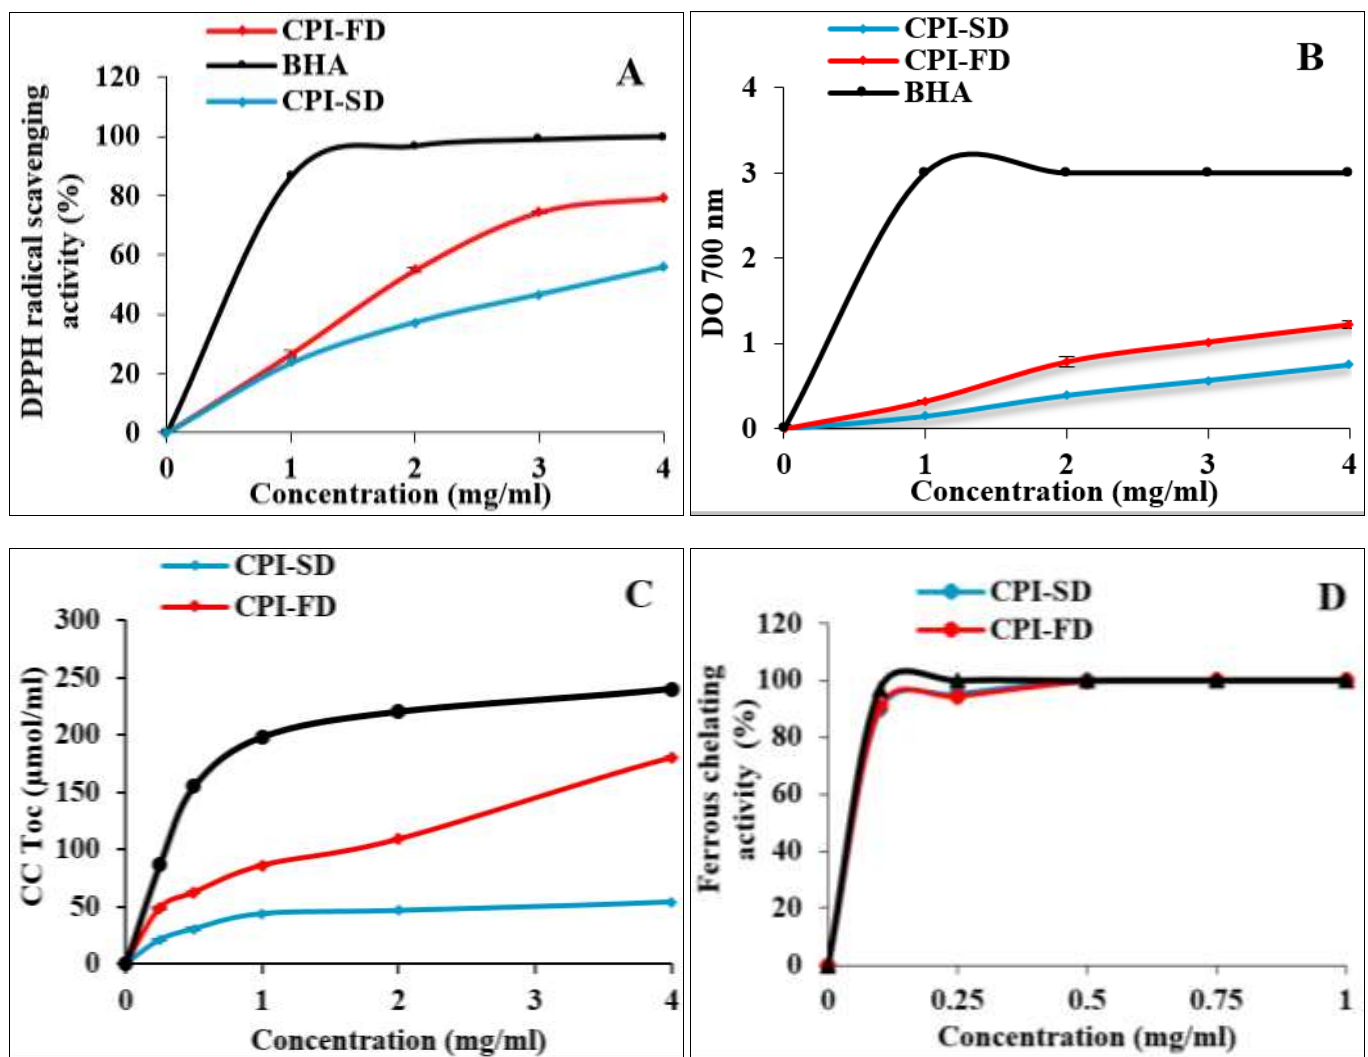 CPI-FD
BHA
CPI-SD
A
DPPH radical scavenging
activity (%)
120
100
80
60
40
20
0
0 1 2 3 4
Concentration (mg/ml)
CPI-SD
CPI-FD
BHA
B
DO 700 nm
4
3
2
1
0
0 1 2 3 4
Concentration (mg/ml)
CPI-SD
CPI-FD
C
CC Toc (µmol/ml)
300
250
200
150
100
50
0
0 1 2 3 4
Concentration (mg/ml)
CPI-SD
CPI-FD
D
Ferrous chelating
activity (%)
120
100
80
60
40
20
0
0 0.25 0.5 0.75 1
Concentration (mg/ml)